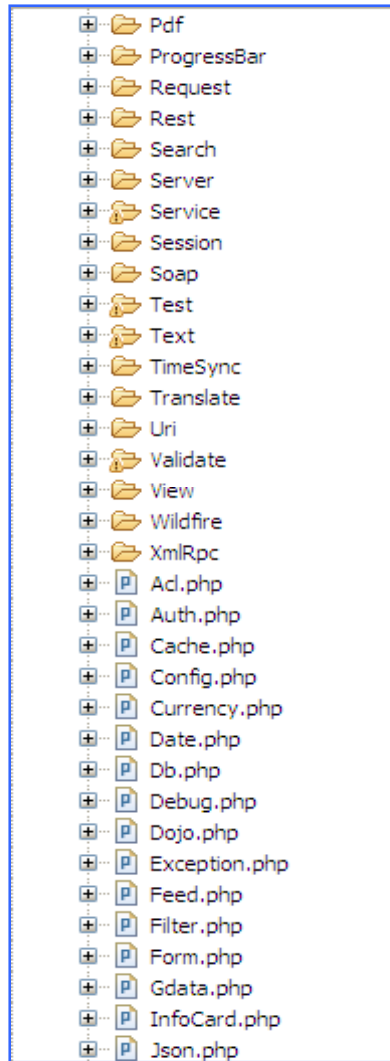 Pdf
ProgressBar
Request
Rest
Search
Server
Service
Session
Soap
Test
Text
TimeSync
Translate
Uri
Validate
View
Wildfire
XmlRpc
Acl.php
Auth.php
Cache.php
Config.php
Currency.php
Date.php
Db.php
Debug.php
Dojo.php
Exception.php
Feed.php
Filter.php
Form.php
Gdata.php
InfoCard.php
Json.php